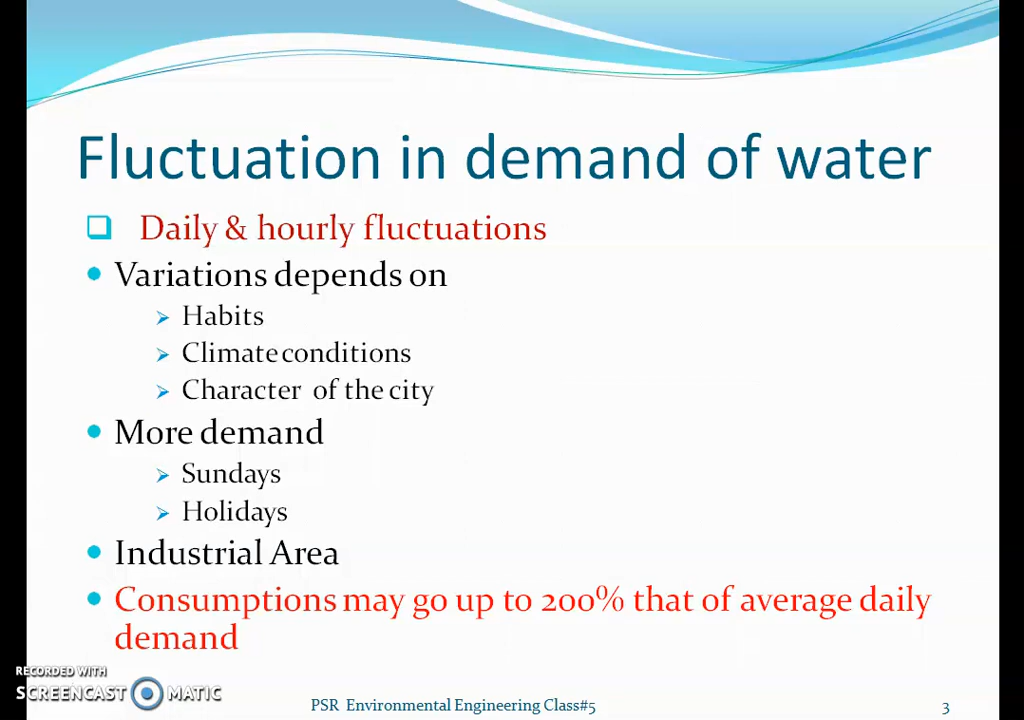 Fluctuation in demand of water
Daily & hourly fluctuations
Variations depends on
Habits
Climate conditions
Character of the city
More demand
Sundays
Holidays
Industrial Area
Consumptions may go up to 200% that of average daily
demand
RECORDED WITH
SCREENCAST MATIC
PSR Environmental Engineering Class#5
3